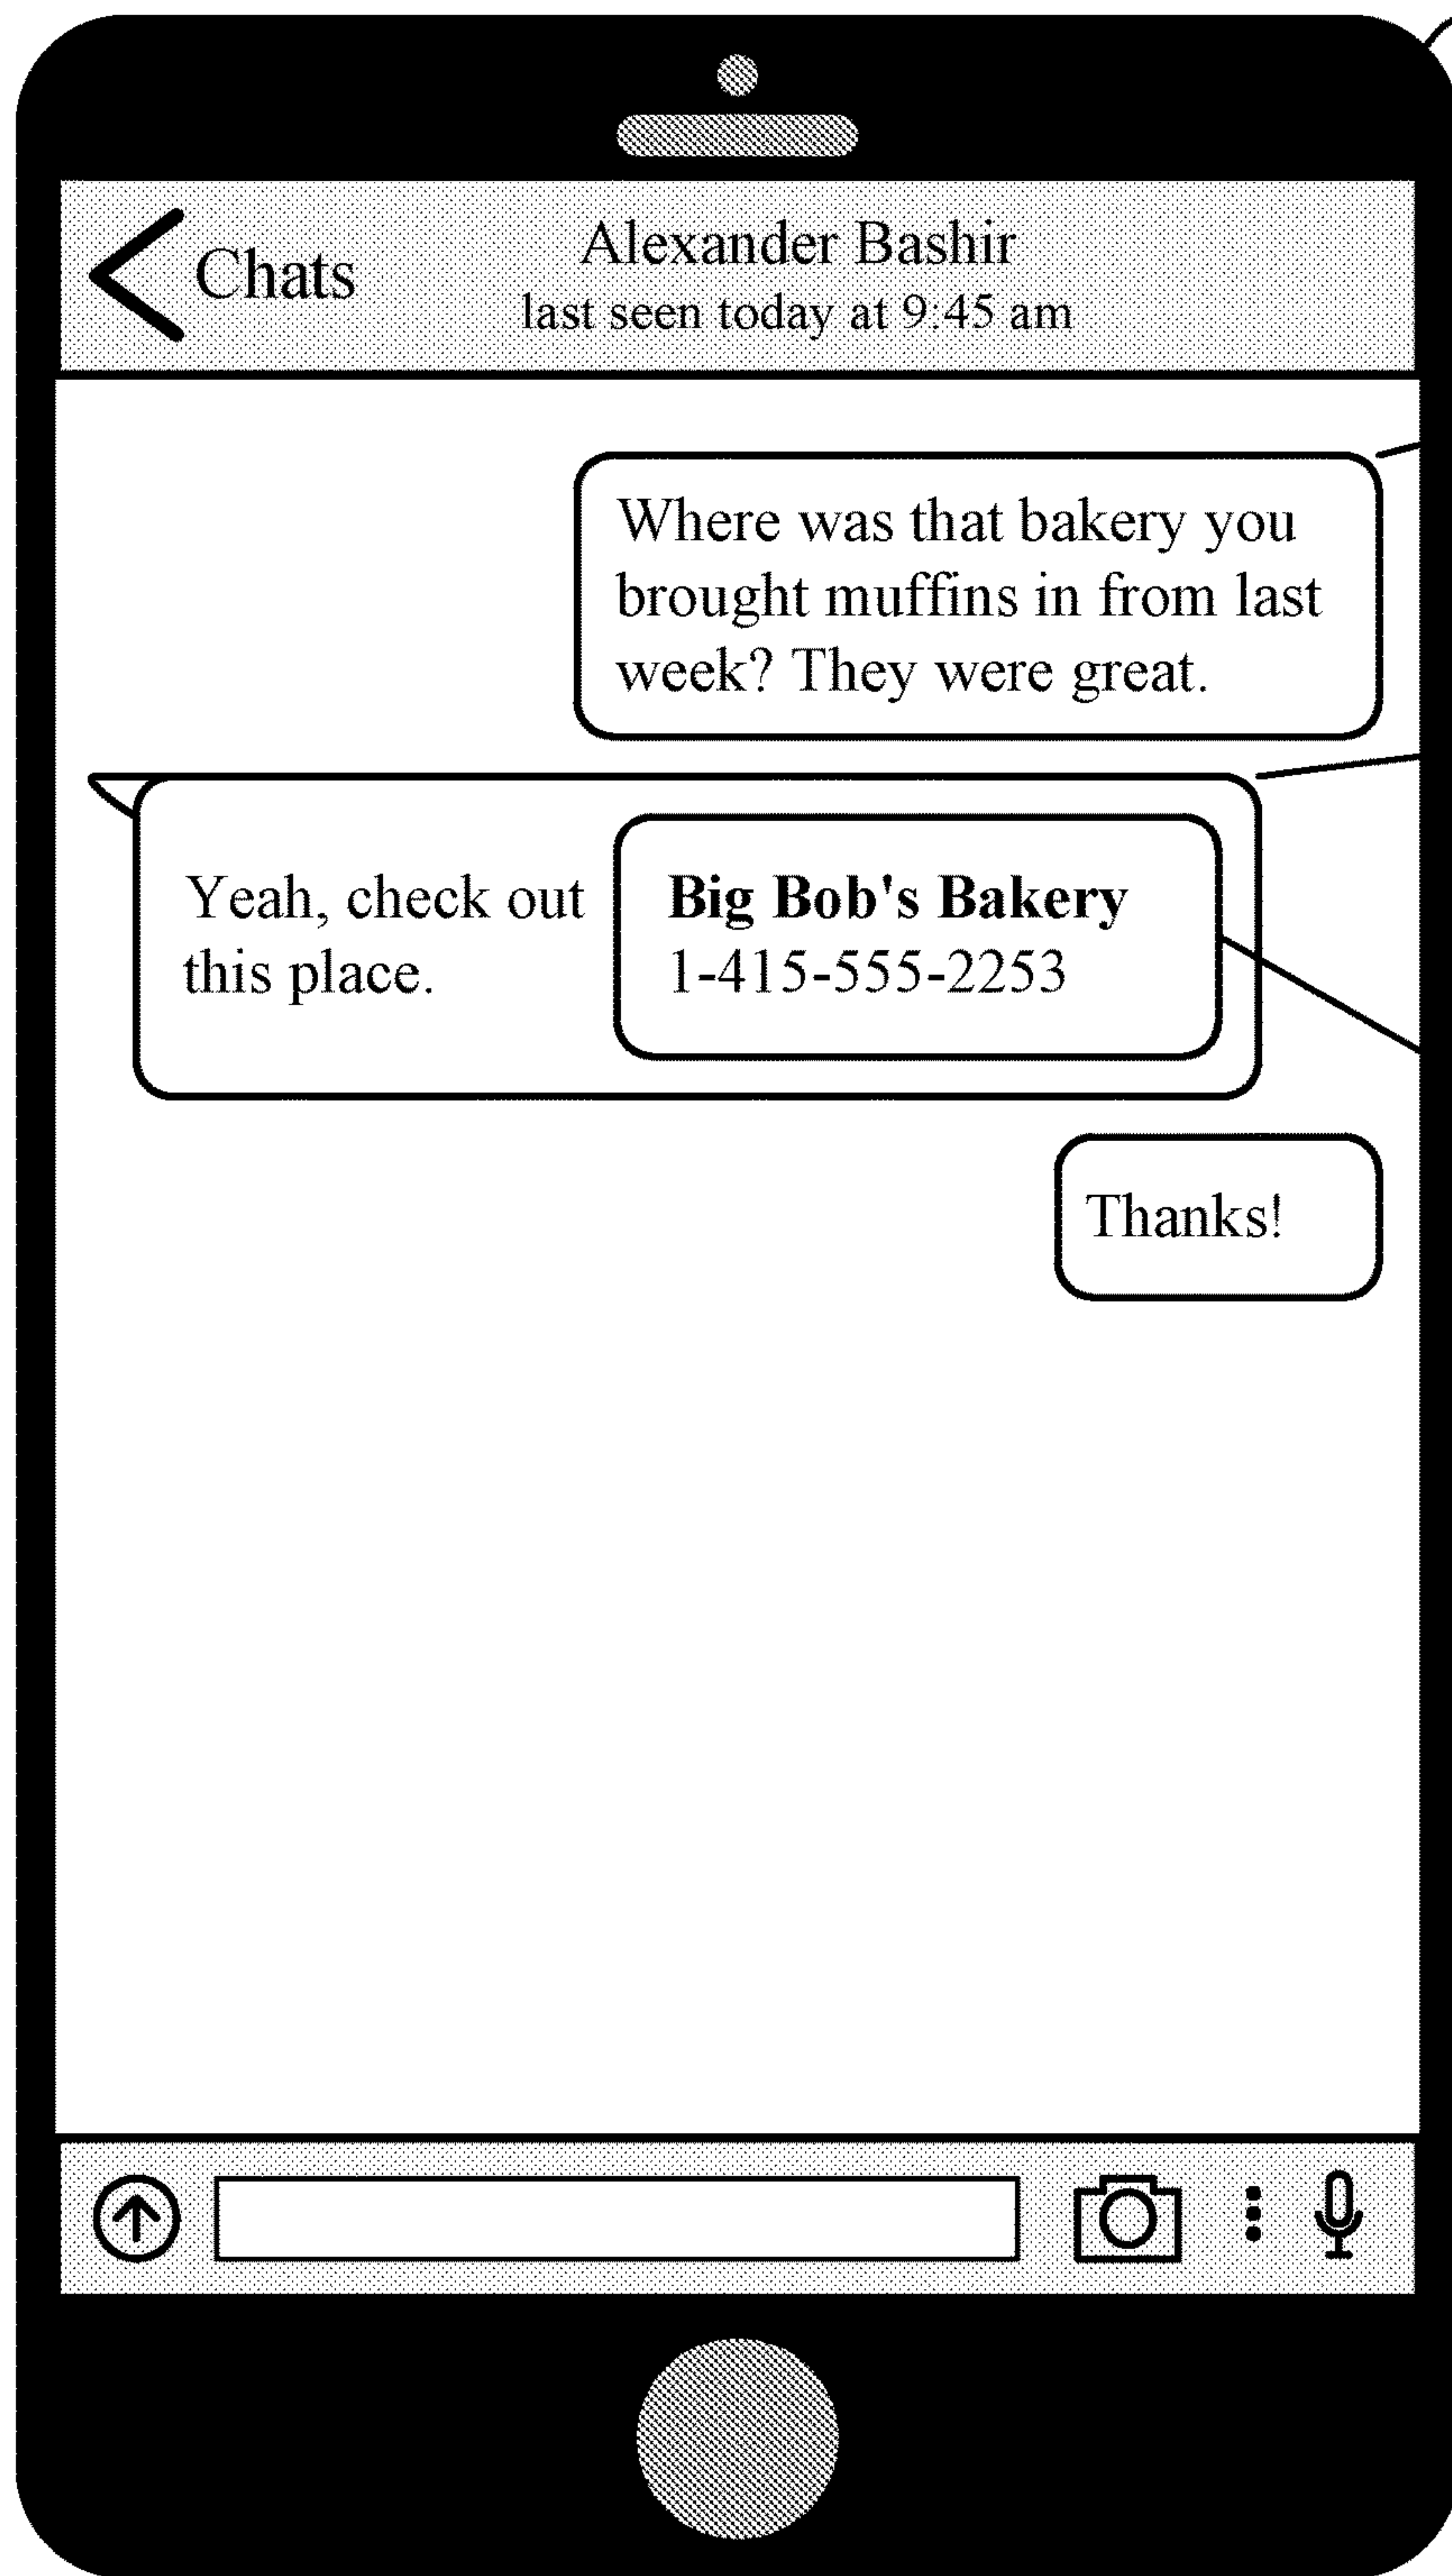 Chats
Alexander Bashir
last seen today at 9:45 am
Where was that bakery you
brought muffins in from last
week? They were great.
Yeah, check out
this place.
Big Bob's Bakery
1-415-555-2253
Thanks!